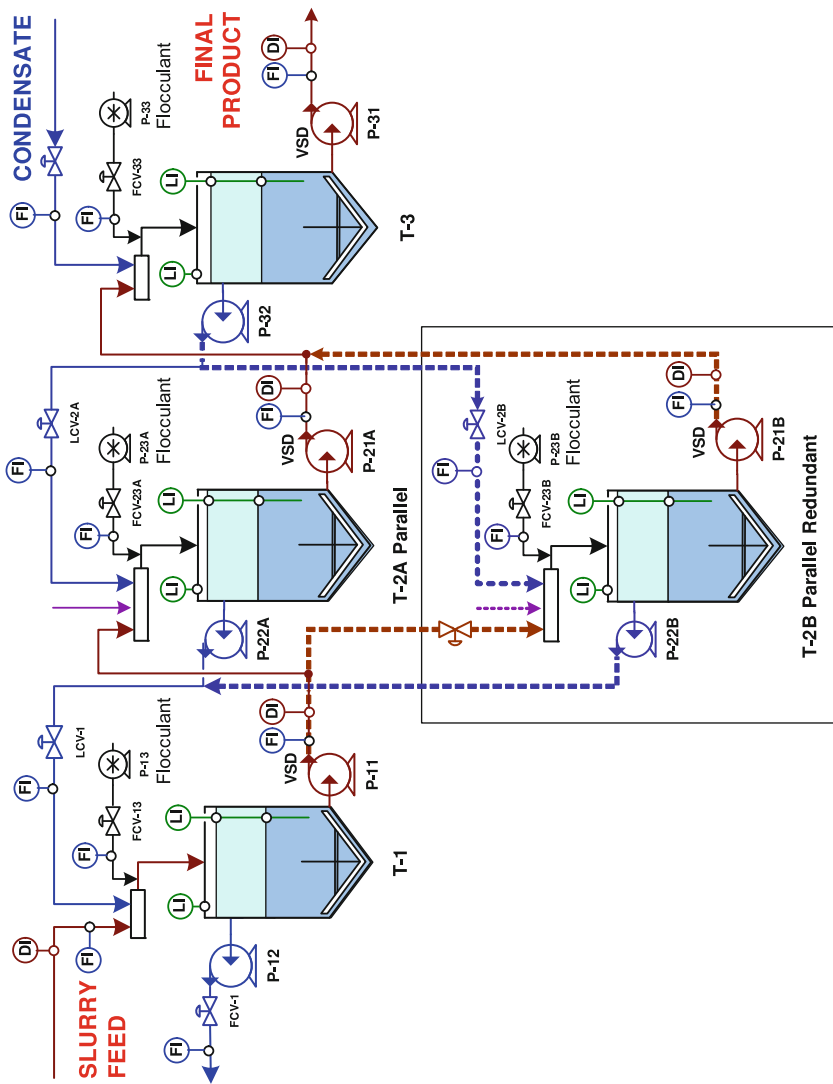 CONDENSATE
DI
FI
FI
FI
LCV-1
LCV-2A
SLURRY
FEED
FI
FI
FI
FI
FCV-13
P-13
Flocculant
FCV-23A
P-23A
Flocculant
FCV-33
P-33
Flocculant
FI
LI
LI
LI
LI
LI
LI
FINAL
PRODUCT
FCV-1
P-12
FI
DI
P-22A
FI
DI
P-32
FI
DI
VSD
VSD
VSD
P-11
P-21A
P-31
T-1
T-2A Parallel
T-3
FI
LCV-2B
FI
FCV-23B
P-23B
Flocculant
LI
LI
P-22B
FI
DI
VSD
P-21B
T-2B Parallel Redundant